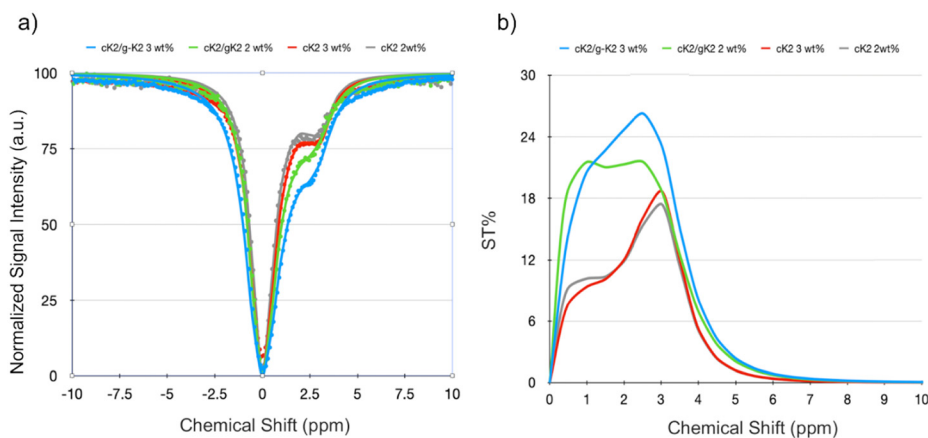 a)
cK2/g-K2 3 wt% cK2/gK2 2 wt% cK2 3 wt% cK2 2wt%
100
75
50
25
0
-10 -7.5 -5.0 -2.5 0 2.5 5.0 7.5 10
Normalized Signal Intensity (a.u.)
Chemical Shift (ppm)
b)
cK2/g-K2 3 wt% cK2/gK2 2 wt% cK2 3 wt% cK2 2wt%
30
24
18
12
6
0
0 1 2 3 4 5 6 7 8 9 10
ST%
Chemical Shift (ppm)